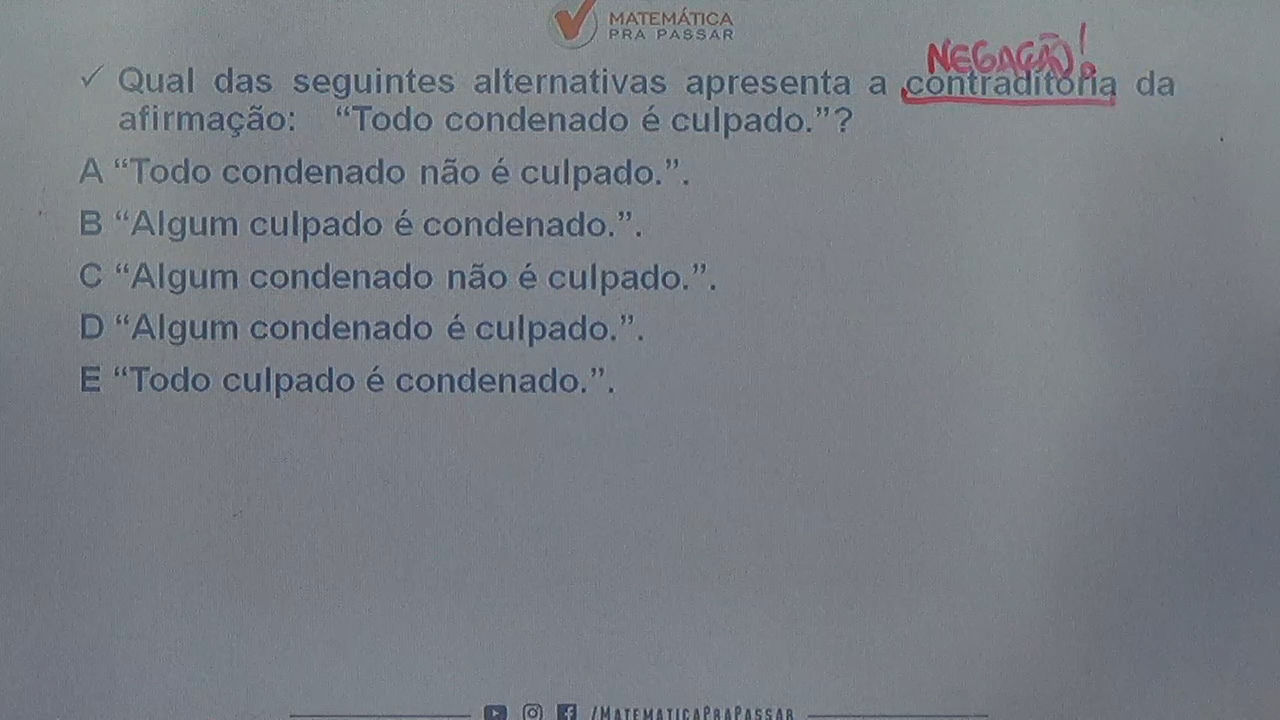 MATEMÁTICA
PRA PASSAR
NEGAÇÃO!
✓ Qual das seguintes alternativas apresenta a contraditória da
afirmação: “Todo condenado é culpado.”?
A “Todo condenado não é culpado.”.
B “Algum culpado é condenado.”.
C “Algum condenado não é culpado.”.
D “Algum condenado é culpado.”.
E “Todo culpado é condenado.”.
/MATEMATICAPRAPASSAR